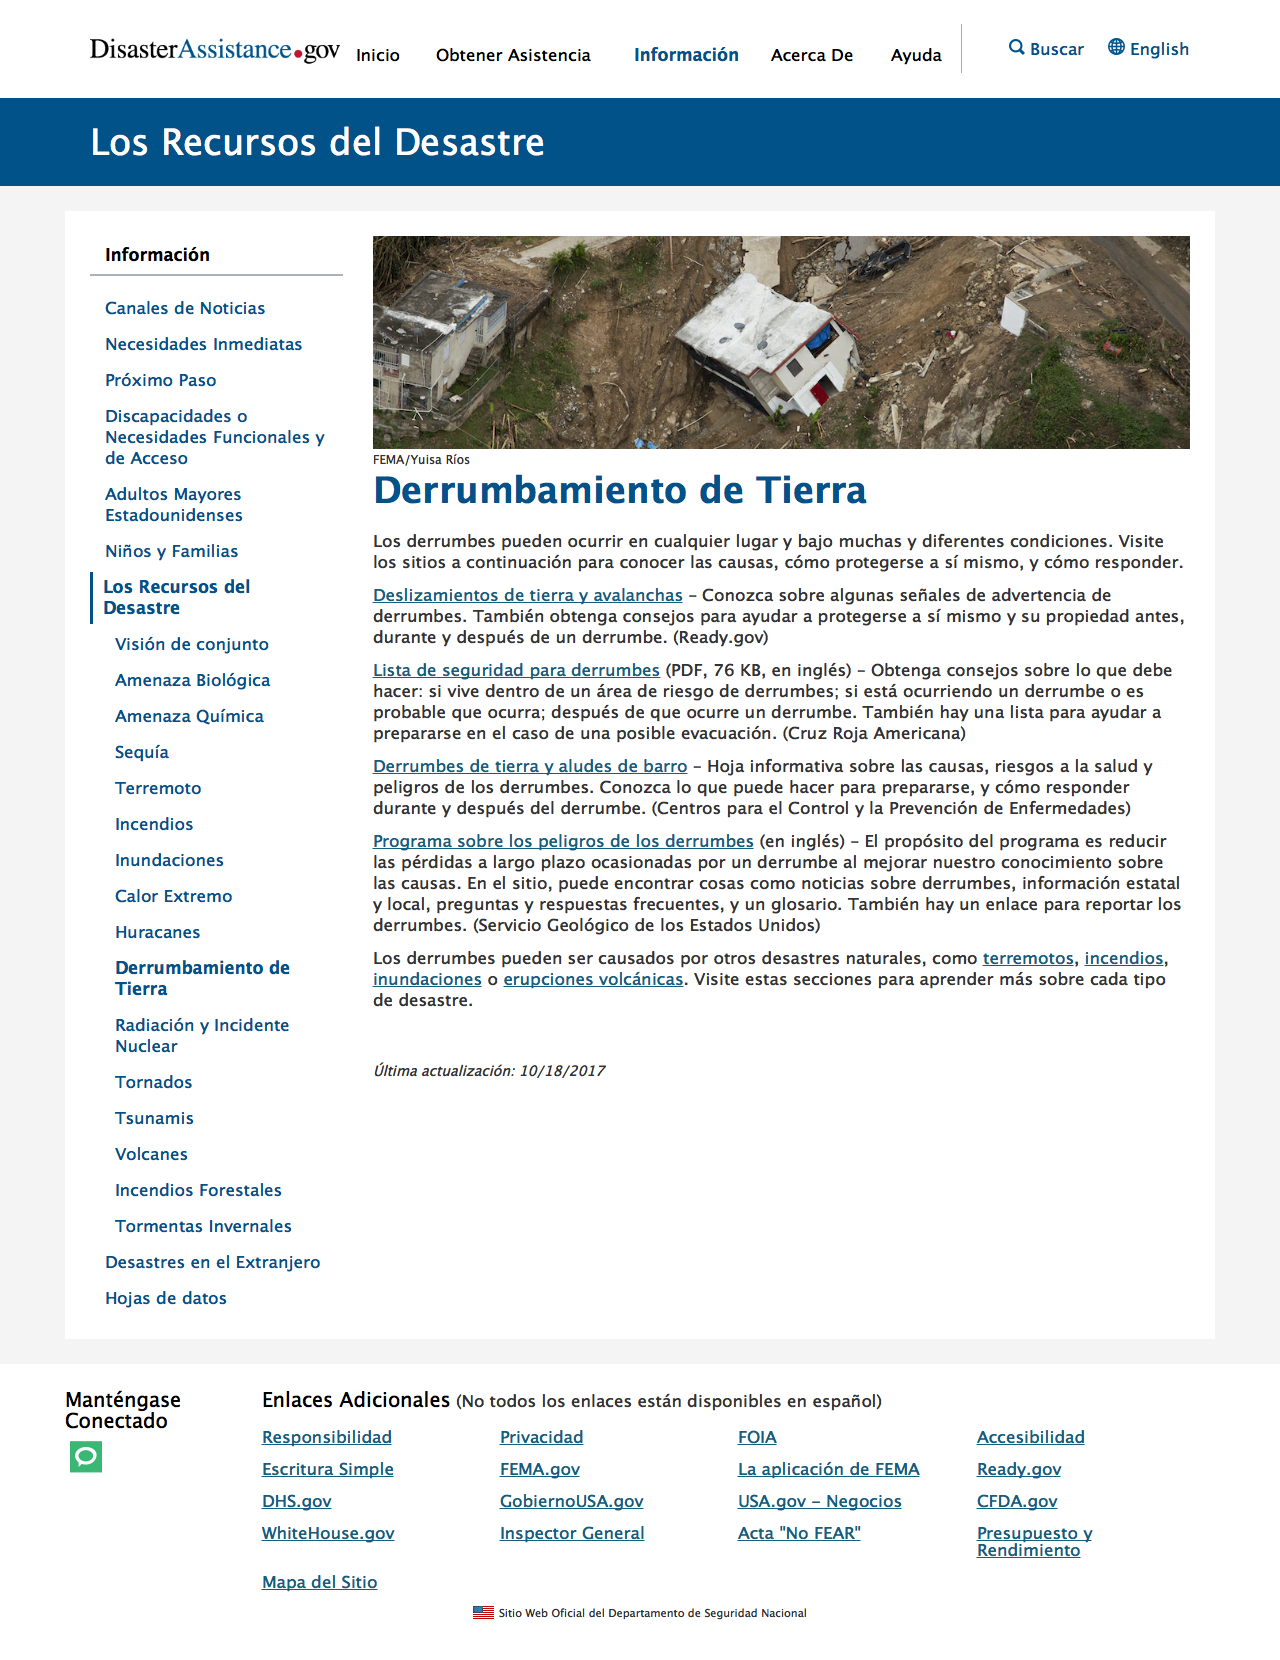 DisasterAssistance.gov
Inicio
Obtener Asistencia
Información
Acerca De
Ayuda
Buscar
English
Los Recursos del Desastre
Información
Canales de Noticias
Necesidades Inmediatas
Próximo Paso
Discapacidades o
Necesidades Funcionales y
de Acceso
Adultos Mayores
Estadounidenses
Niños y Familias
Los Recursos del
Desastre
Visión de conjunto
Amenaza Biológica
Amenaza Química
Sequía
Terremoto
Incendios
Inundaciones
Calor Extremo
Huracanes
Derrumbamiento de
Tierra
Radiación y Incidente
Nuclear
Tornados
Tsunamis
Volcanes
Incendios Forestales
Tormentas Invernales
Desastres en el Extranjero
Hojas de datos
FEMA/Yuisa Ríos
Derrumbamiento de Tierra
Los derrumbes pueden ocurrir en cualquier lugar y bajo muchas y diferentes condiciones. Visite
los sitios a continuación para conocer las causas, cómo protegerse a sí mismo, y cómo responder.
Deslizamientos de tierra y avalanchas – Conozca sobre algunas señales de advertencia de
derrumbes. También obtenga consejos para ayudar a protegerse a sí mismo y su propiedad antes,
durante y después de un derrumbe. (Ready.gov)
Lista de seguridad para derrumbes (PDF, 76 KB, en inglés) – Obtenga consejos sobre lo que debe
hacer: si vive dentro de un área de riesgo de derrumbes; si está ocurriendo un derrumbe o es
probable que ocurra; después de que ocurre un derrumbe. También hay una lista para ayudar a
prepararse en el caso de una posible evacuación. (Cruz Roja Americana)
Derrumbes de tierra y aludes de barro – Hoja informativa sobre las causas, riesgos a la salud y
peligros de los derrumbes. Conozca lo que puede hacer para prepararse, y cómo responder
durante y después del derrumbe. (Centros para el Control y la Prevención de Enfermedades)
Programa sobre los peligros de los derrumbes (en inglés) – El propósito del programa es reducir
las pérdidas a largo plazo ocasionadas por un derrumbe al mejorar nuestro conocimiento sobre
las causas. En el sitio, puede encontrar cosas como noticias sobre derrumbes, información estatal
y local, preguntas y respuestas frecuentes, y un glosario. También hay un enlace para reportar los
derrumbes. (Servicio Geológico de los Estados Unidos)
Los derrumbes pueden ser causados por otros desastres naturales, como terremotos, incendios,
inundaciones o erupciones volcánicas. Visite estas secciones para aprender más sobre cada tipo
de desastre.
Última actualización: 10/18/2017
Manténgase
Conectado
Enlaces Adicionales (No todos los enlaces están disponibles en español)
Responsibilidad
Privacidad
FOIA
Accesibilidad
Escritura Simple
FEMA.gov
La aplicación de FEMA
Ready.gov
DHS.gov
GobiernoUSA.gov
USA.gov – Negocios
CFDA.gov
WhiteHouse.gov
Inspector General
Acta "No FEAR"
Presupuesto y
Rendimiento
Mapa del Sitio
Sitio Web Oficial del Departamento de Seguridad Nacional